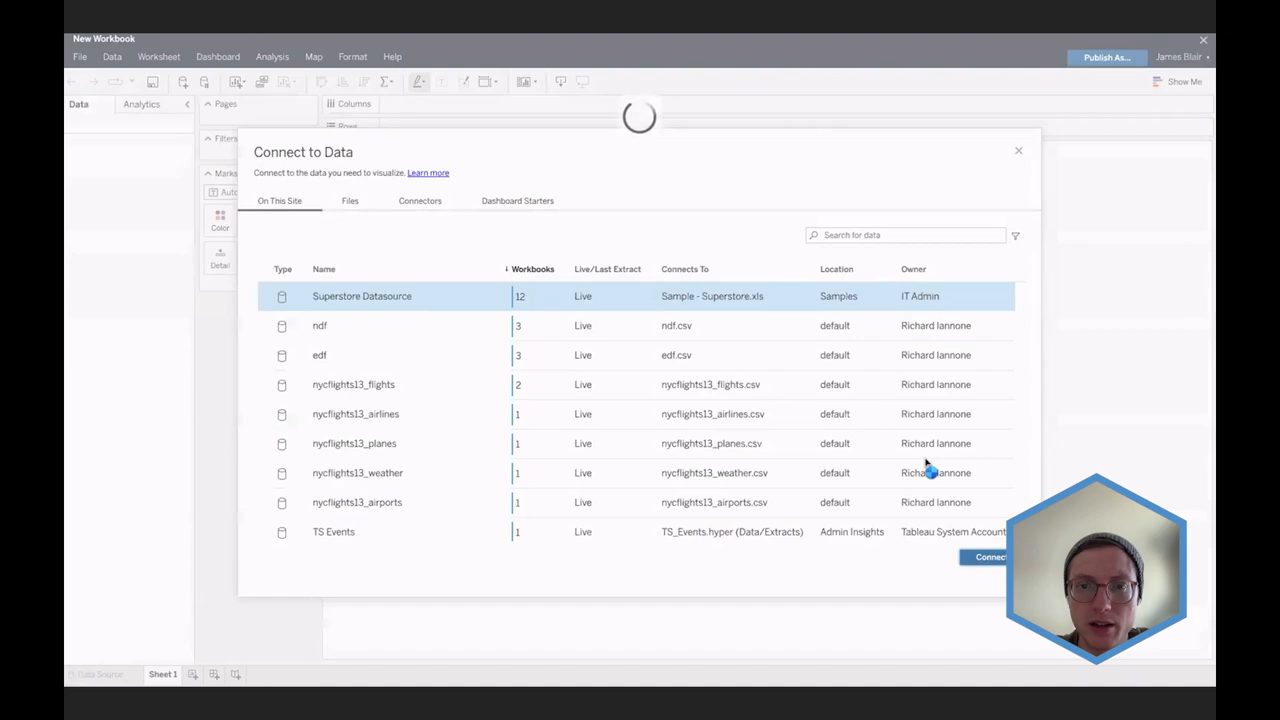 New Workbook
File Data Worksheet Dashboard Analysis Map Format Help
Publish As...
James Blair
Show Me
Data Analytics
Pages
Columns
Rows
Filters
Marks
Color
Detail
Connect to Data
Connect to the data you need to visualize. Learn more
On This Site Files Connectors Dashboard Starters
Search for data
Type Name Workbooks Live/Last Extract Connects To Location Owner
Superstore Datasource 12 Live Sample - Superstore.xls Samples IT Admin
ndf 3 Live ndf.csv default Richard Iannone
edf 3 Live edf.csv default Richard Iannone
nycflights13_flights 2 Live nycflights13_flights.csv default Richard Iannone
nycflights13_airlines 1 Live nycflights13_airlines.csv default Richard Iannone
nycflights13_planes 1 Live nycflights13_planes.csv default Richard Iannone
nycflights13_weather 1 Live nycflights13_weather.csv default Richard Iannone
nycflights13_airports 1 Live nycflights13_airports.csv default Richard Iannone
TS Events 1 Live TS_Events.hyper (Data/Extracts) Admin Insights Tableau System Account
Connect
Data Source Sheet 1